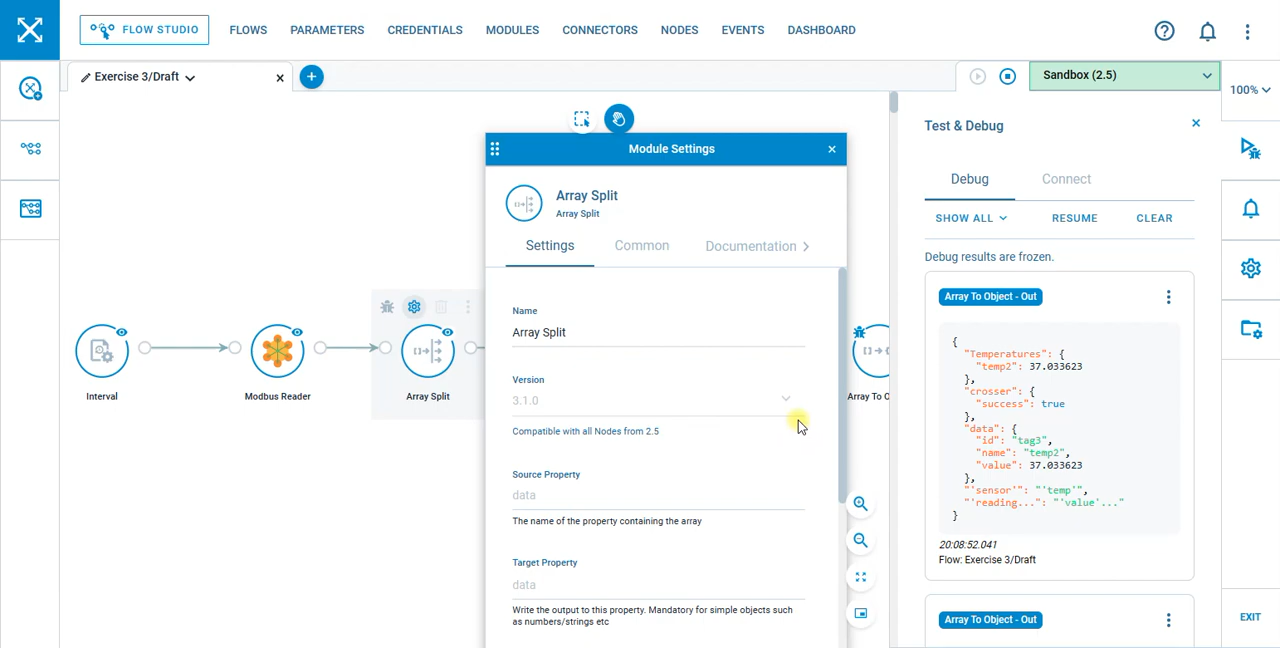 FLOW STUDIO
FLOWS
PARAMETERS
CREDENTIALS
MODULES
CONNECTORS
NODES
EVENTS
DASHBOARD
Exercise 3/Draft
Sandbox (2.5)
100%
Module Settings
Array Split
Array Split
Settings
Common
Documentation
Name
Array Split
Version
3.1.0
Compatible with all Nodes from 2.5
Source Property
data
The name of the property containing the array
Target Property
data
Write the output to this property. Mandatory for simple objects such
as numbers/strings etc
Interval
Modbus Reader
Array Split
Array To O
Test & Debug
Debug
Connect
SHOW ALL
RESUME
CLEAR
Debug results are frozen.
Array To Object - Out
{
"Temperatures": {
"temp2": 37.033623
},
"crosser": {
"success": true
},
"data": {
"id": "tag3",
"name": "temp2",
"value": 37.033623
},
"'sensor'": "'temp'",
"'reading...": "'value'..."
}
20:08:52.041
Flow: Exercise 3/Draft
Array To Object - Out
EXIT